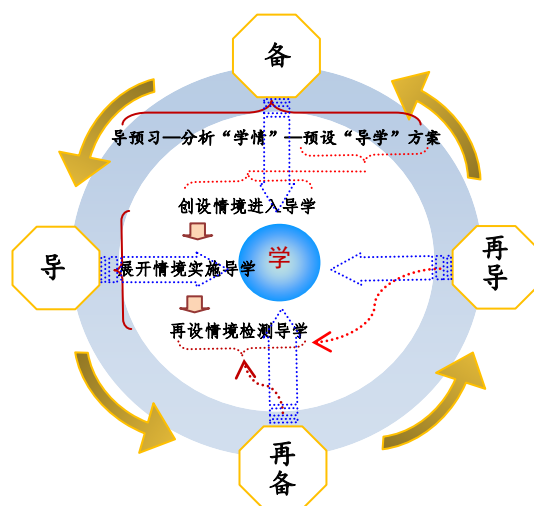 备
导预习—分析“学情”—预设“导学”方案
创设情境进入导学
学
导
展开情境实施导学
再
导
再设情境检测导学
再
备